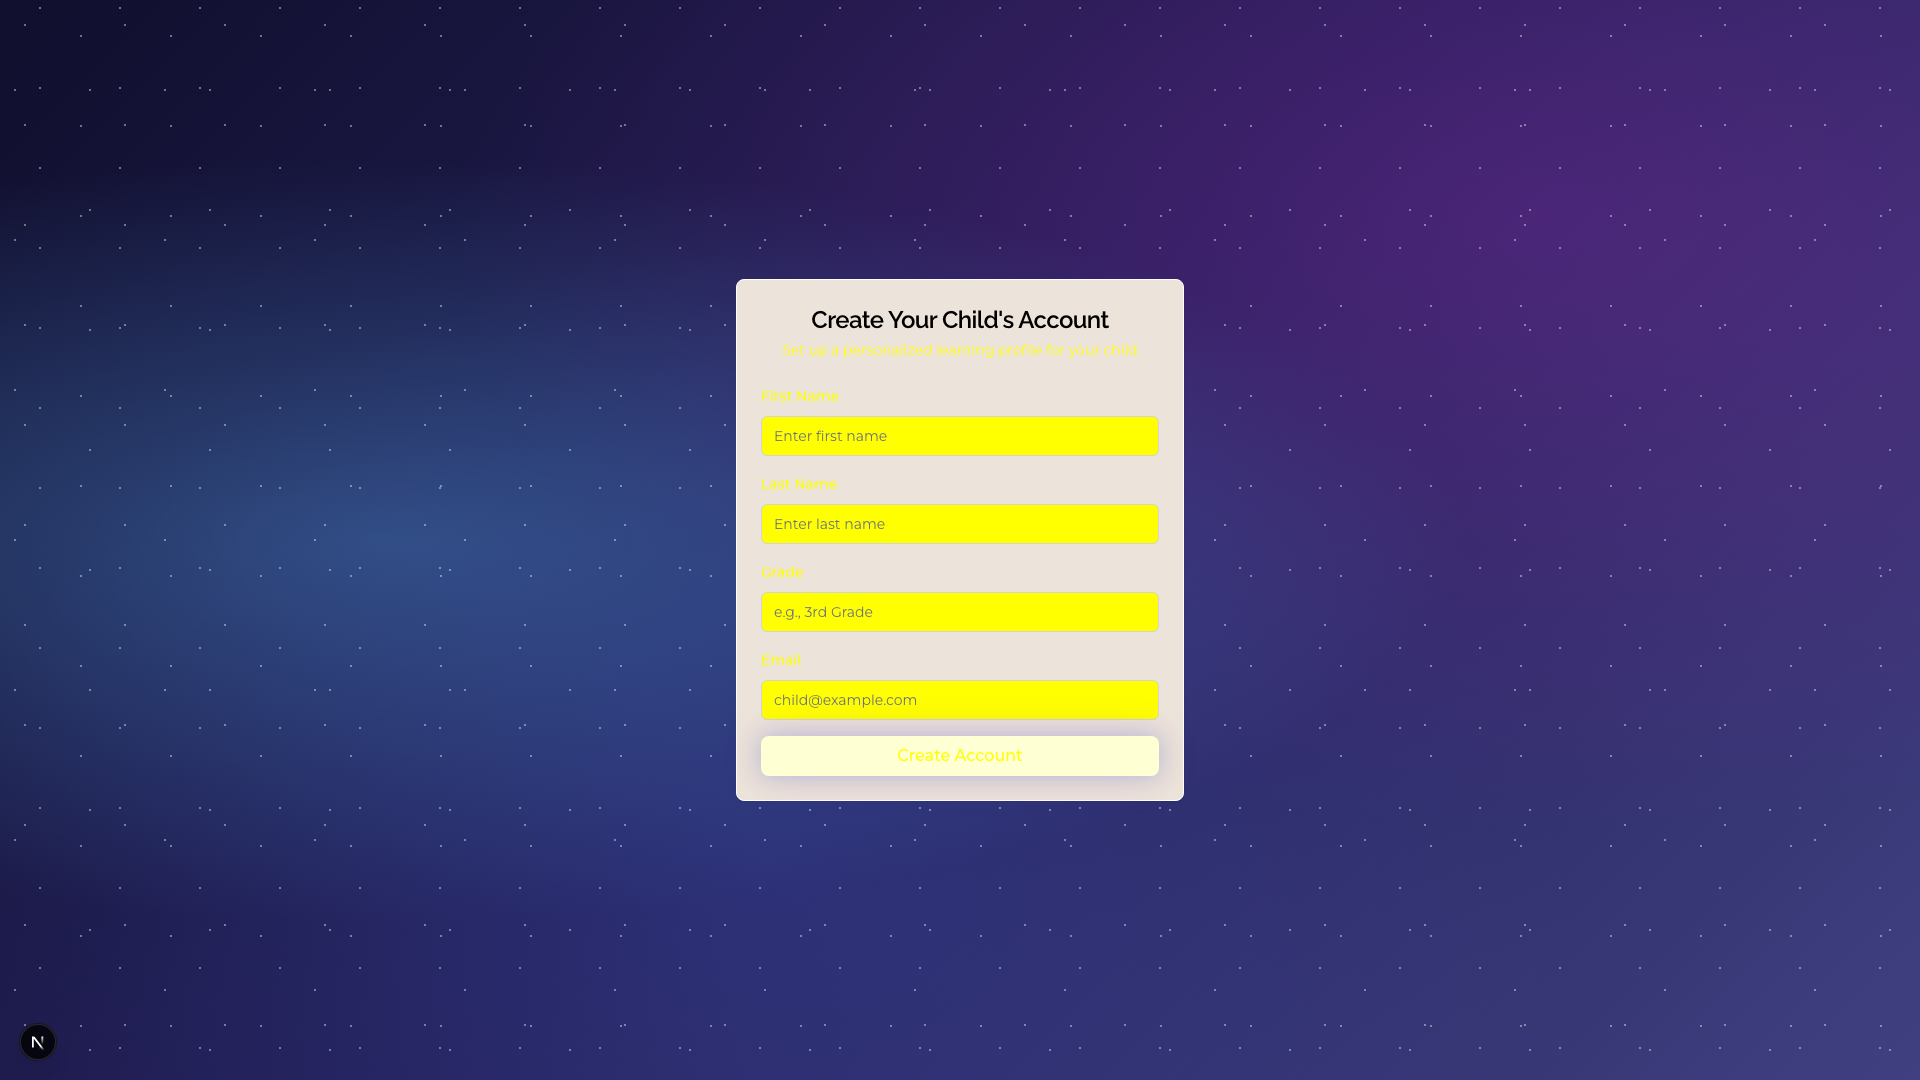 Create Your Child's Account
Set up a personalized learning profile for your child
First Name
Enter first name
Last Name
Enter last name
Grade
e.g., 3rd Grade
Email
child@example.com
Create Account
N